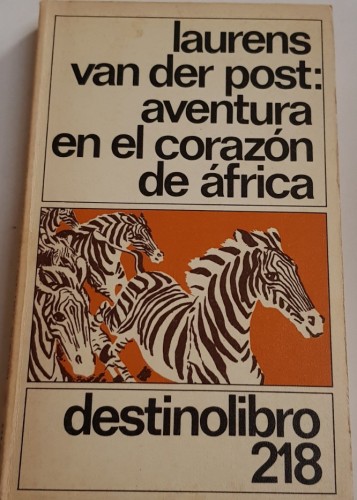 laurens
van der post:
aventura
en el corazón
de áfrica
destinolibro
218